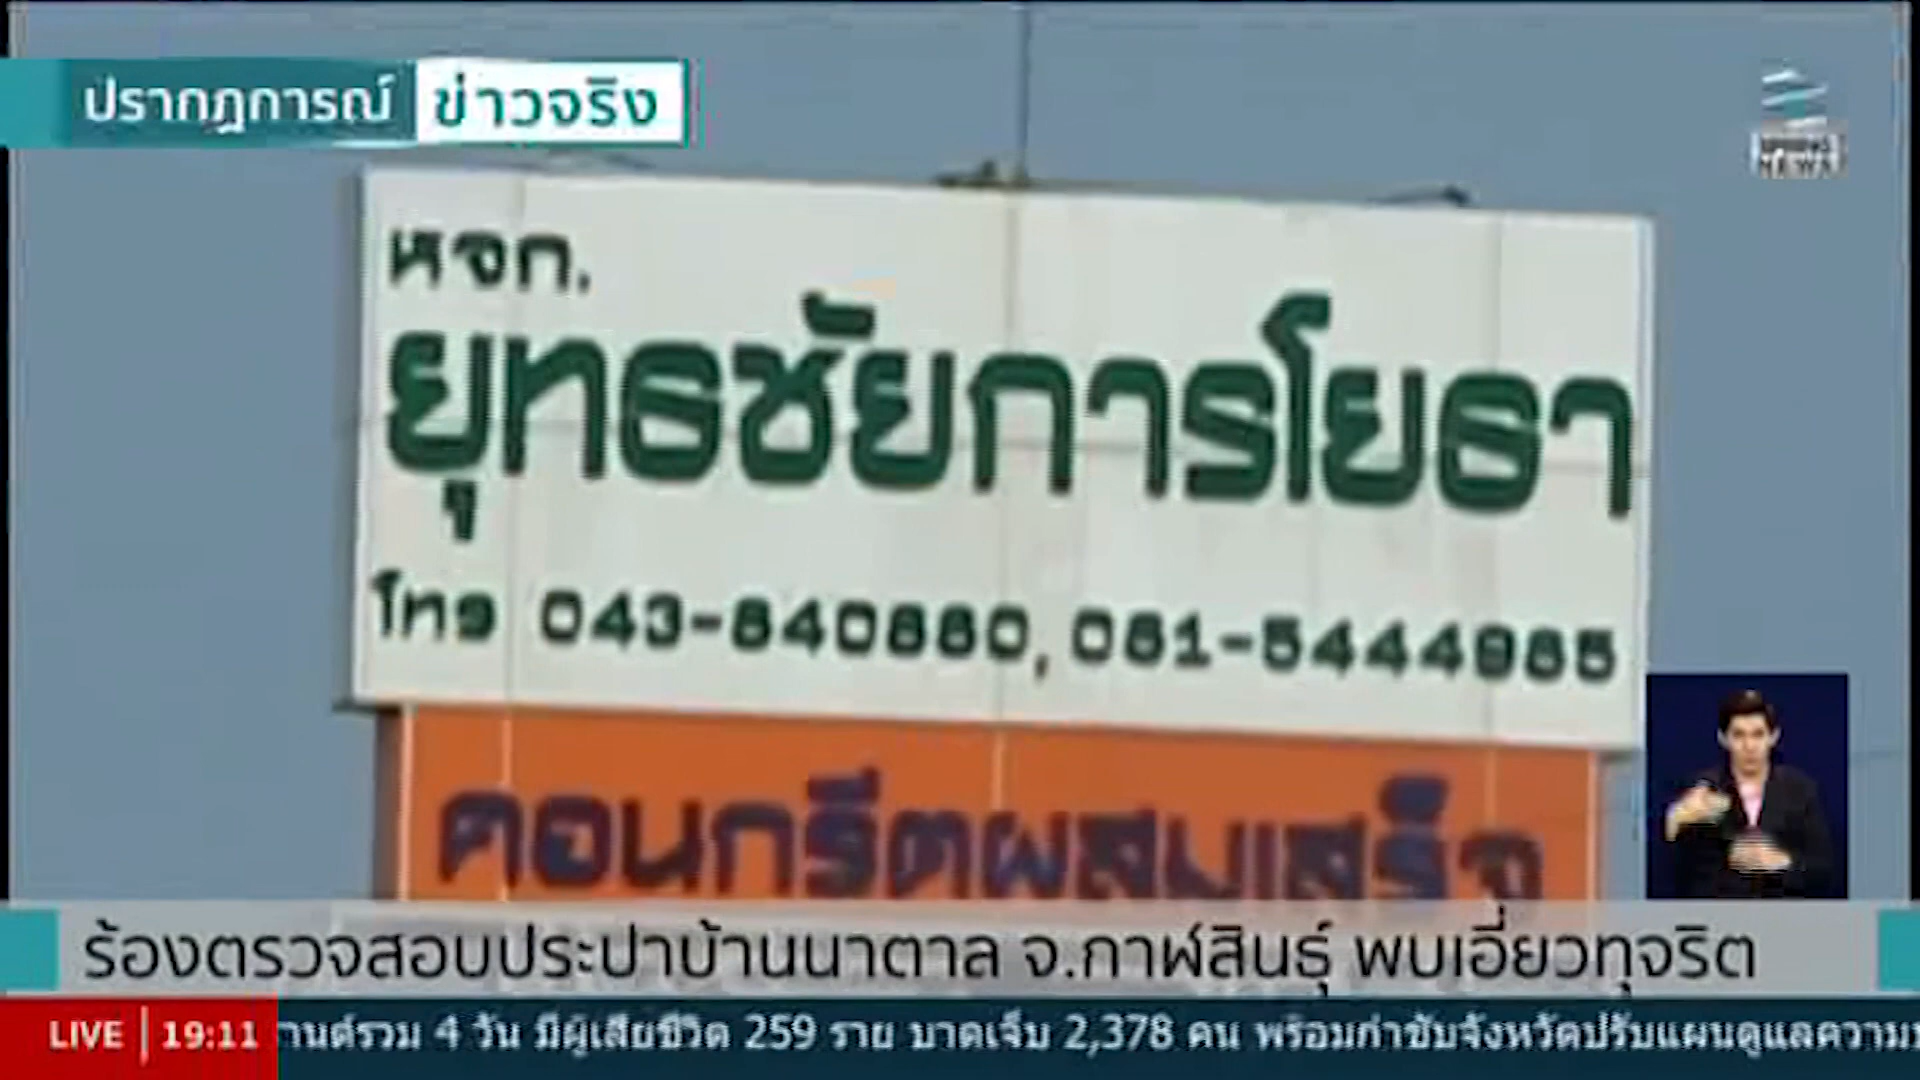 ปรากฏการณ์ ข่าวจริง
NEWS
หจก.
ยุทธชัยการโยธา
โทร 043-840880, 081-5444985
คอนกรีตผสมเสร็จ
ร้องตรวจสอบประปาบ้านนาตาล จ.กาฬสินธุ์ พบเอี่ยวทุจริต
LIVE 19:11 านต์รวม 4 วัน มีผู้เสียชีวิต 259 ราย บาดเจ็บ 2,378 คน พร้อมกำชับจังหวัดปรับแผนดูแลความป